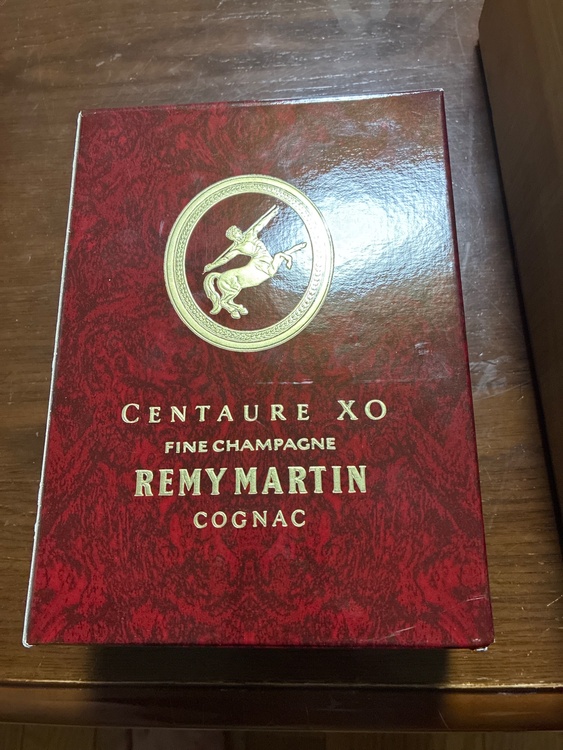 CENTAURE XO
FINE CHAMPAGNE
REMY MARTIN
COGNAC